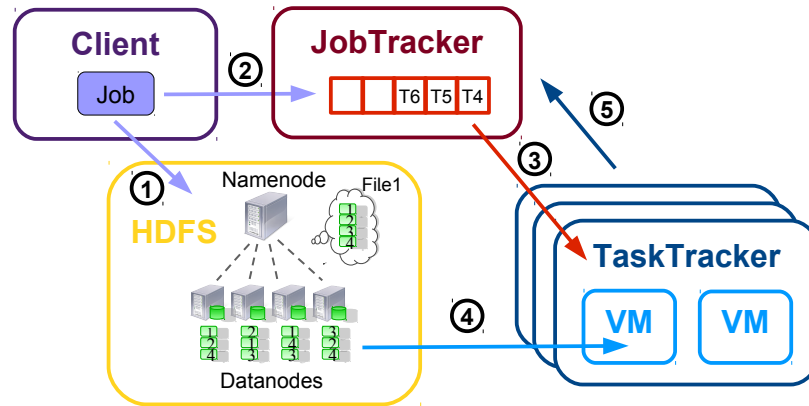 Client
JobTracker
2
Job
T6 T5 T4
5
3
1
Namenode
File1
1
2
3
4
HDFS
TaskTracker
VM VM
4
1 2 1 3
2 1 4 2
4 3 3 4
Datanodes